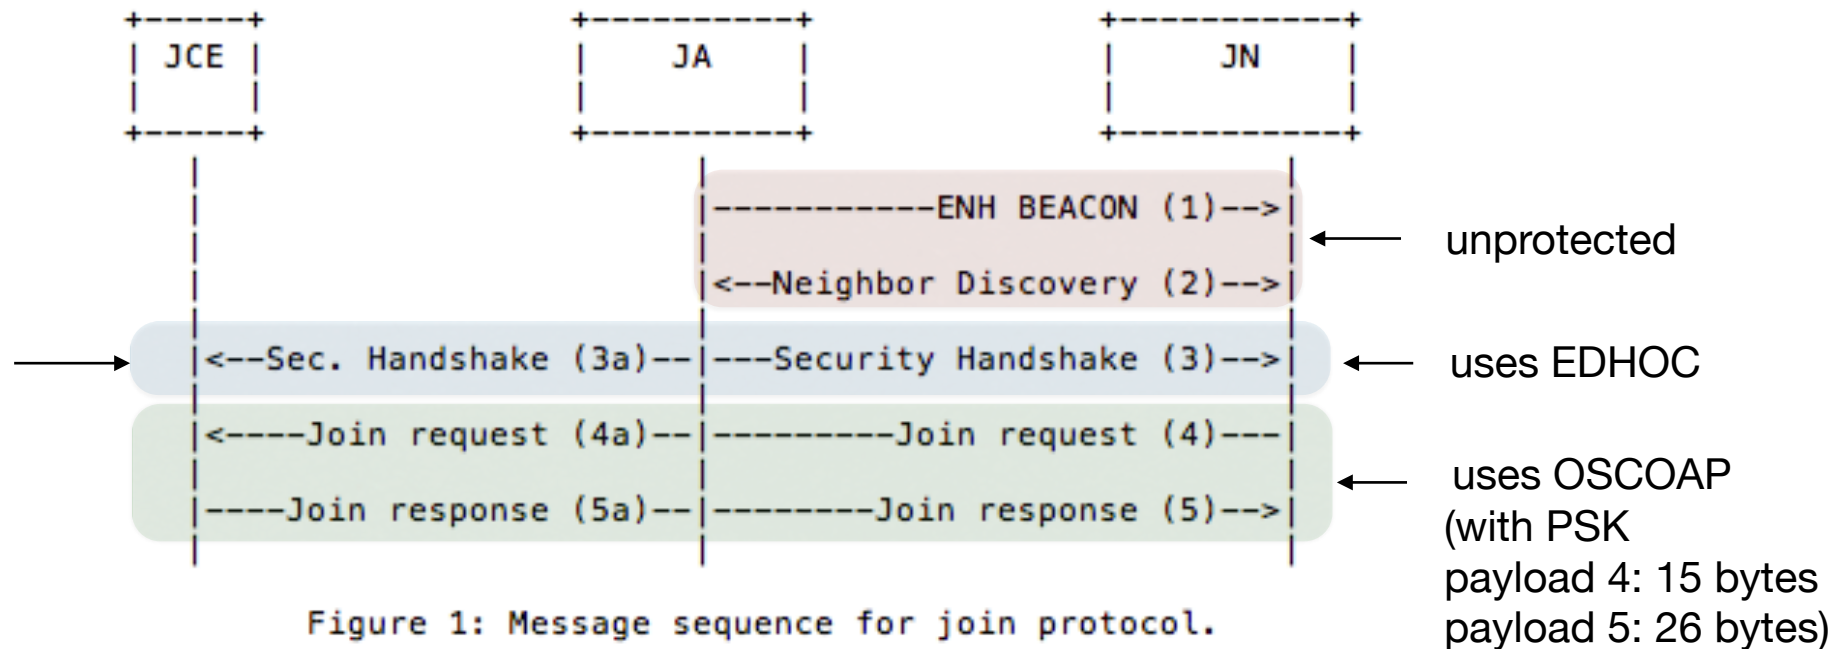 +-----+ +----------+ +-----------+
| JCE | | JA | | JN |
| | | | | |
+-----+ +----------+ +-----------+
| | |
| |-----------ENH BEACON (1)-->|
| | | unprotected
| |<--Neighbor Discovery (2)-->|
| | |
|<--Sec. Handshake (3a)--|---Security Handshake (3)-->| uses EDHOC
| | |
|<----Join request (4a)--|---------Join request (4)---|
| | | uses OSCOAP
|----Join response (5a)--|--------Join response (5)-->| (with PSK
| | | payload 4: 15 bytes
Figure 1: Message sequence for join protocol. payload 5: 26 bytes)